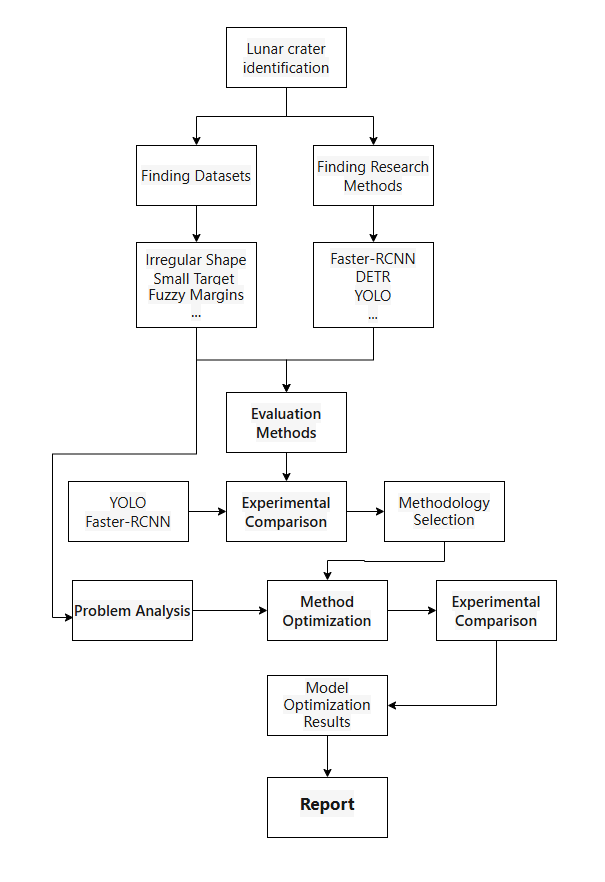 Lunar crater
identification
Finding Datasets
Finding Research
Methods
Irregular Shape
Small Target
Fuzzy Margins
...
Faster-RCNN
DETR
YOLO
...
Evaluation
Methods
YOLO
Faster-RCNN
Experimental
Comparison
Methodology
Selection
Problem Analysis
Method
Optimization
Experimental
Comparison
Model
Optimization
Results
Report